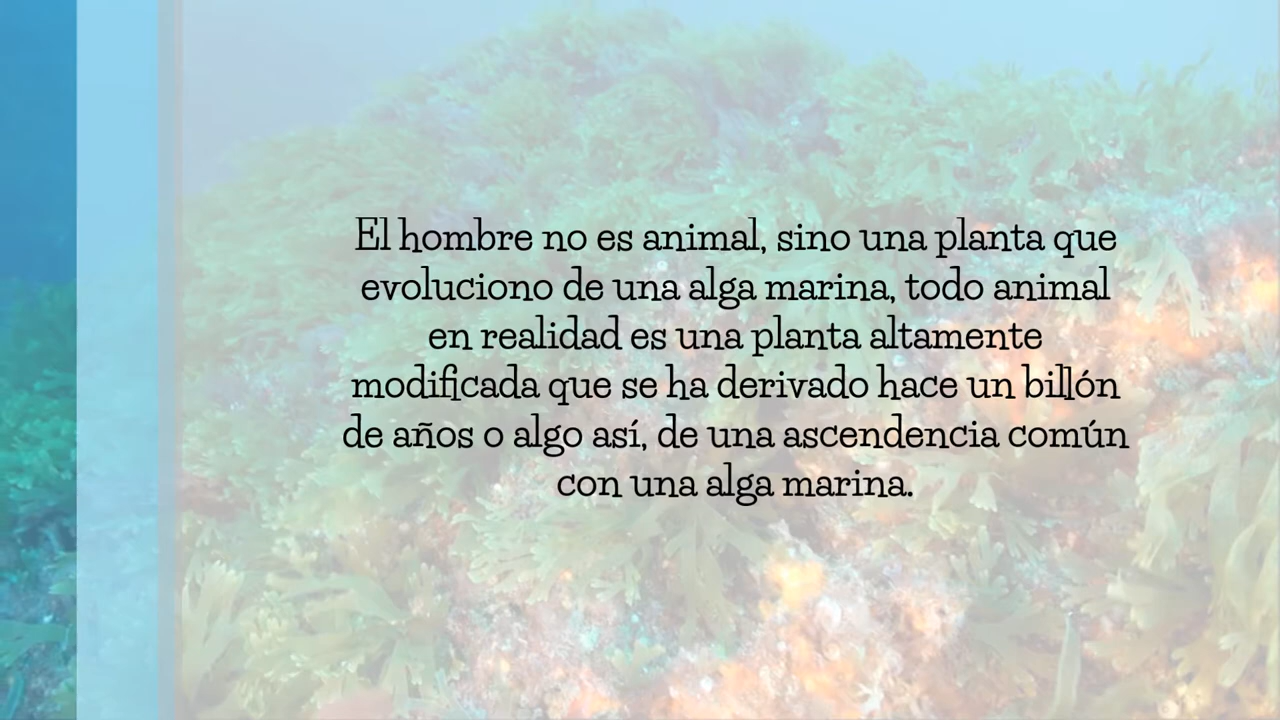 El hombre no es animal, sino una planta que
evoluciono de una alga marina, todo animal
en realidad es una planta altamente
modificada que se ha derivado hace un billón
de años o algo así, de una ascendencia común
con una alga marina.